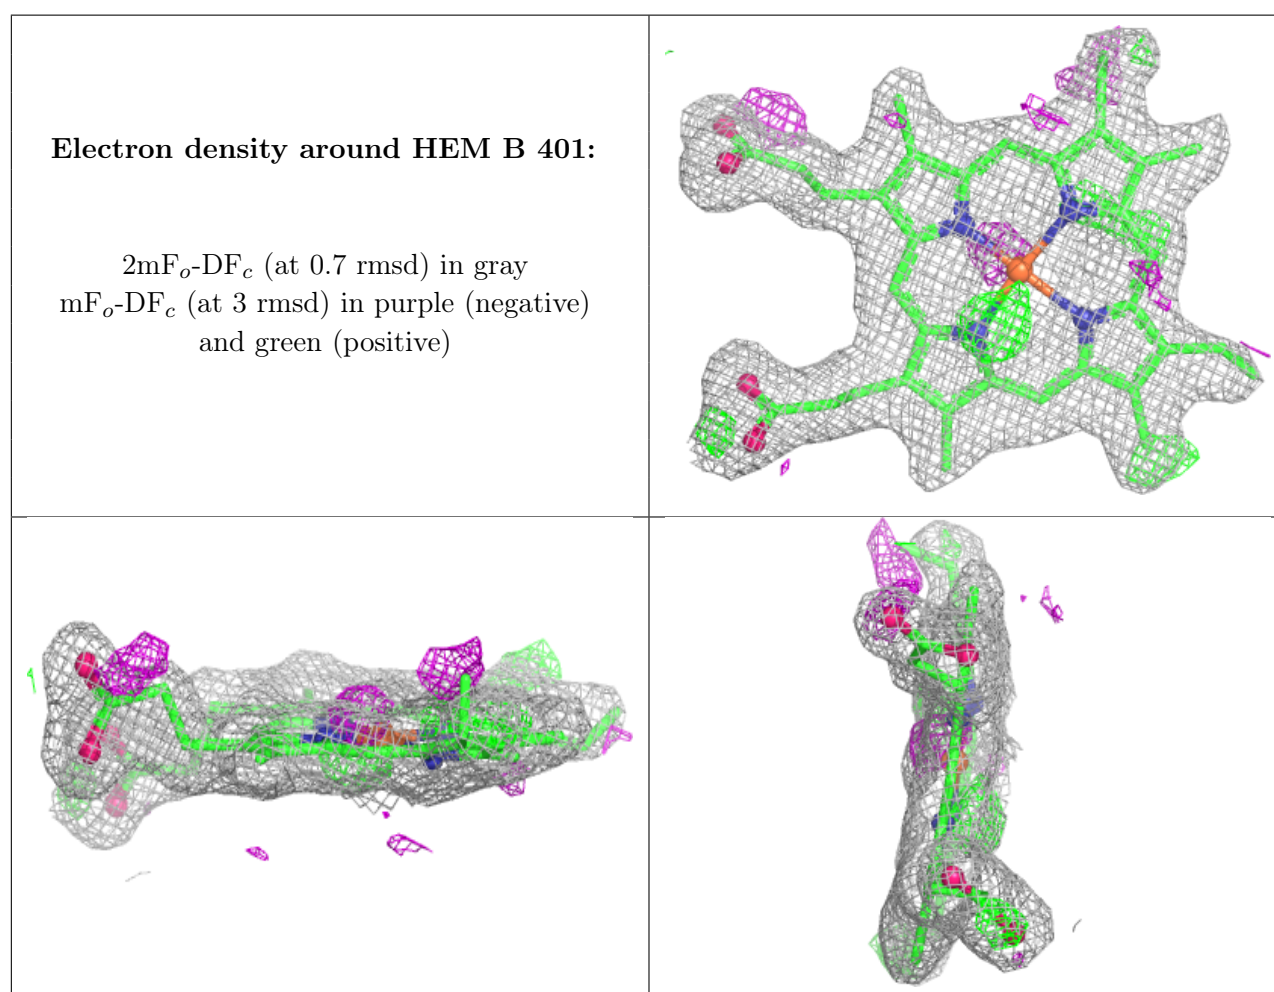 Electron density around HEM B 401:
2mFo-DFc (at 0.7 rmsd) in gray
mFo-DFc (at 3 rmsd) in purple (negative)
and green (positive)